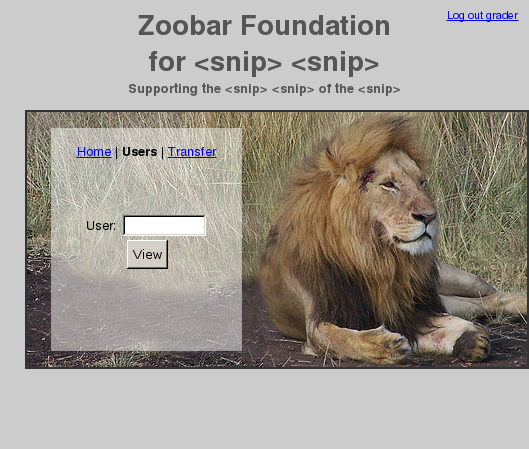 Log out grader
Zoobar Foundation
for <snip> <snip>
Supporting the <snip> <snip> of the <snip>
Home | Users | Transfer
User:
View